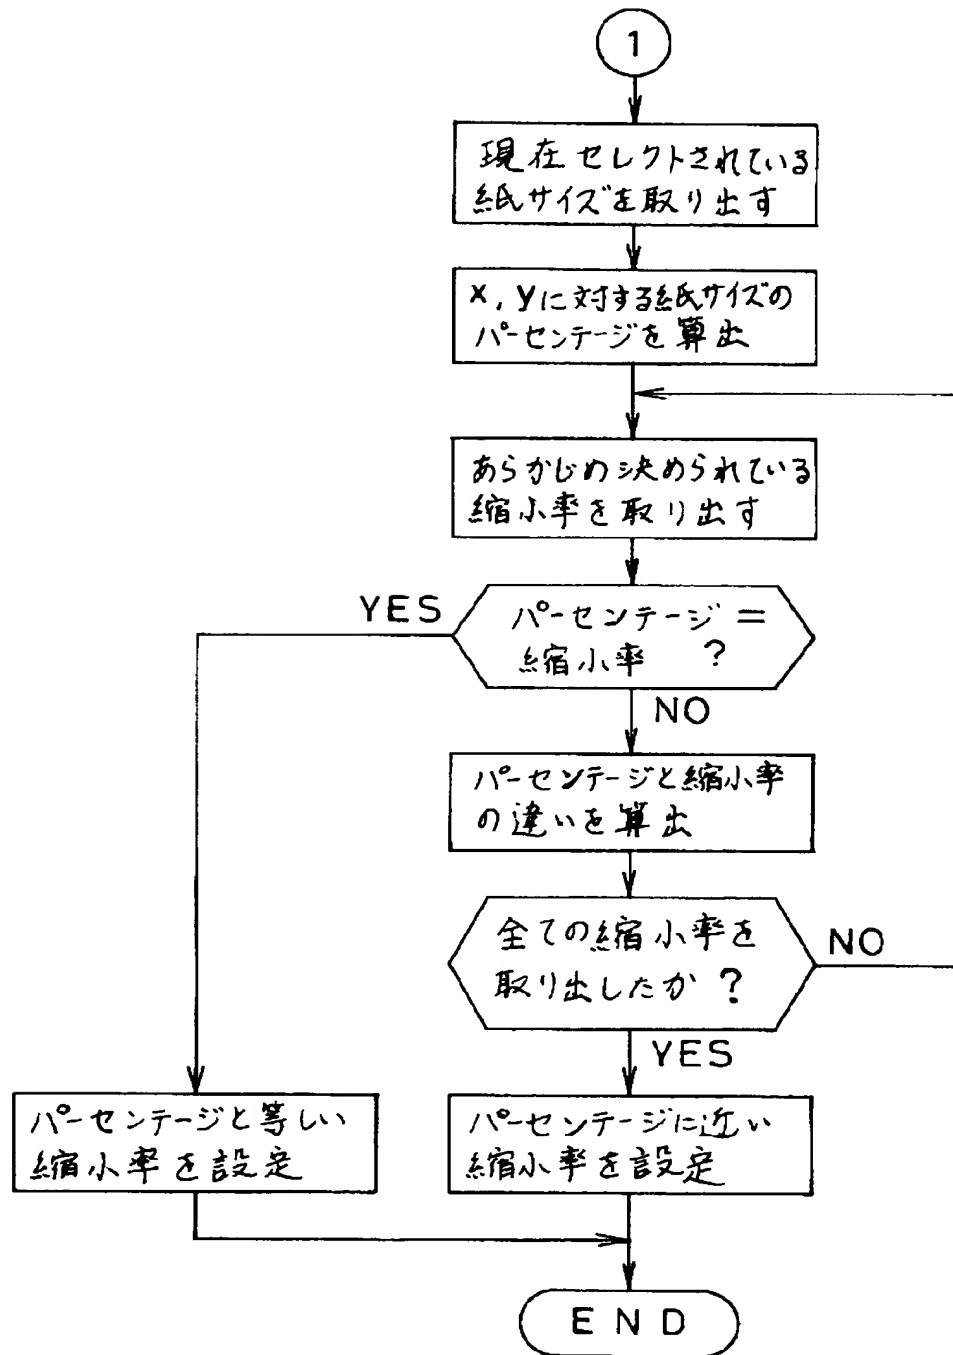 1
現在セレクトされている
紙サイズを取り出す
x, yに対する紙サイズの
パーセンテージを算出
あらかじめ決められている
縮小率を取り出す
YES
パーセンテージ=
縮小率 ?
NO
パーセンテージと縮小率
の違いを算出
全ての縮小率を
取り出したか?
NO
YES
パーセンテージと等しい
縮小率を設定
パーセンテージに近い
縮小率を設定
END